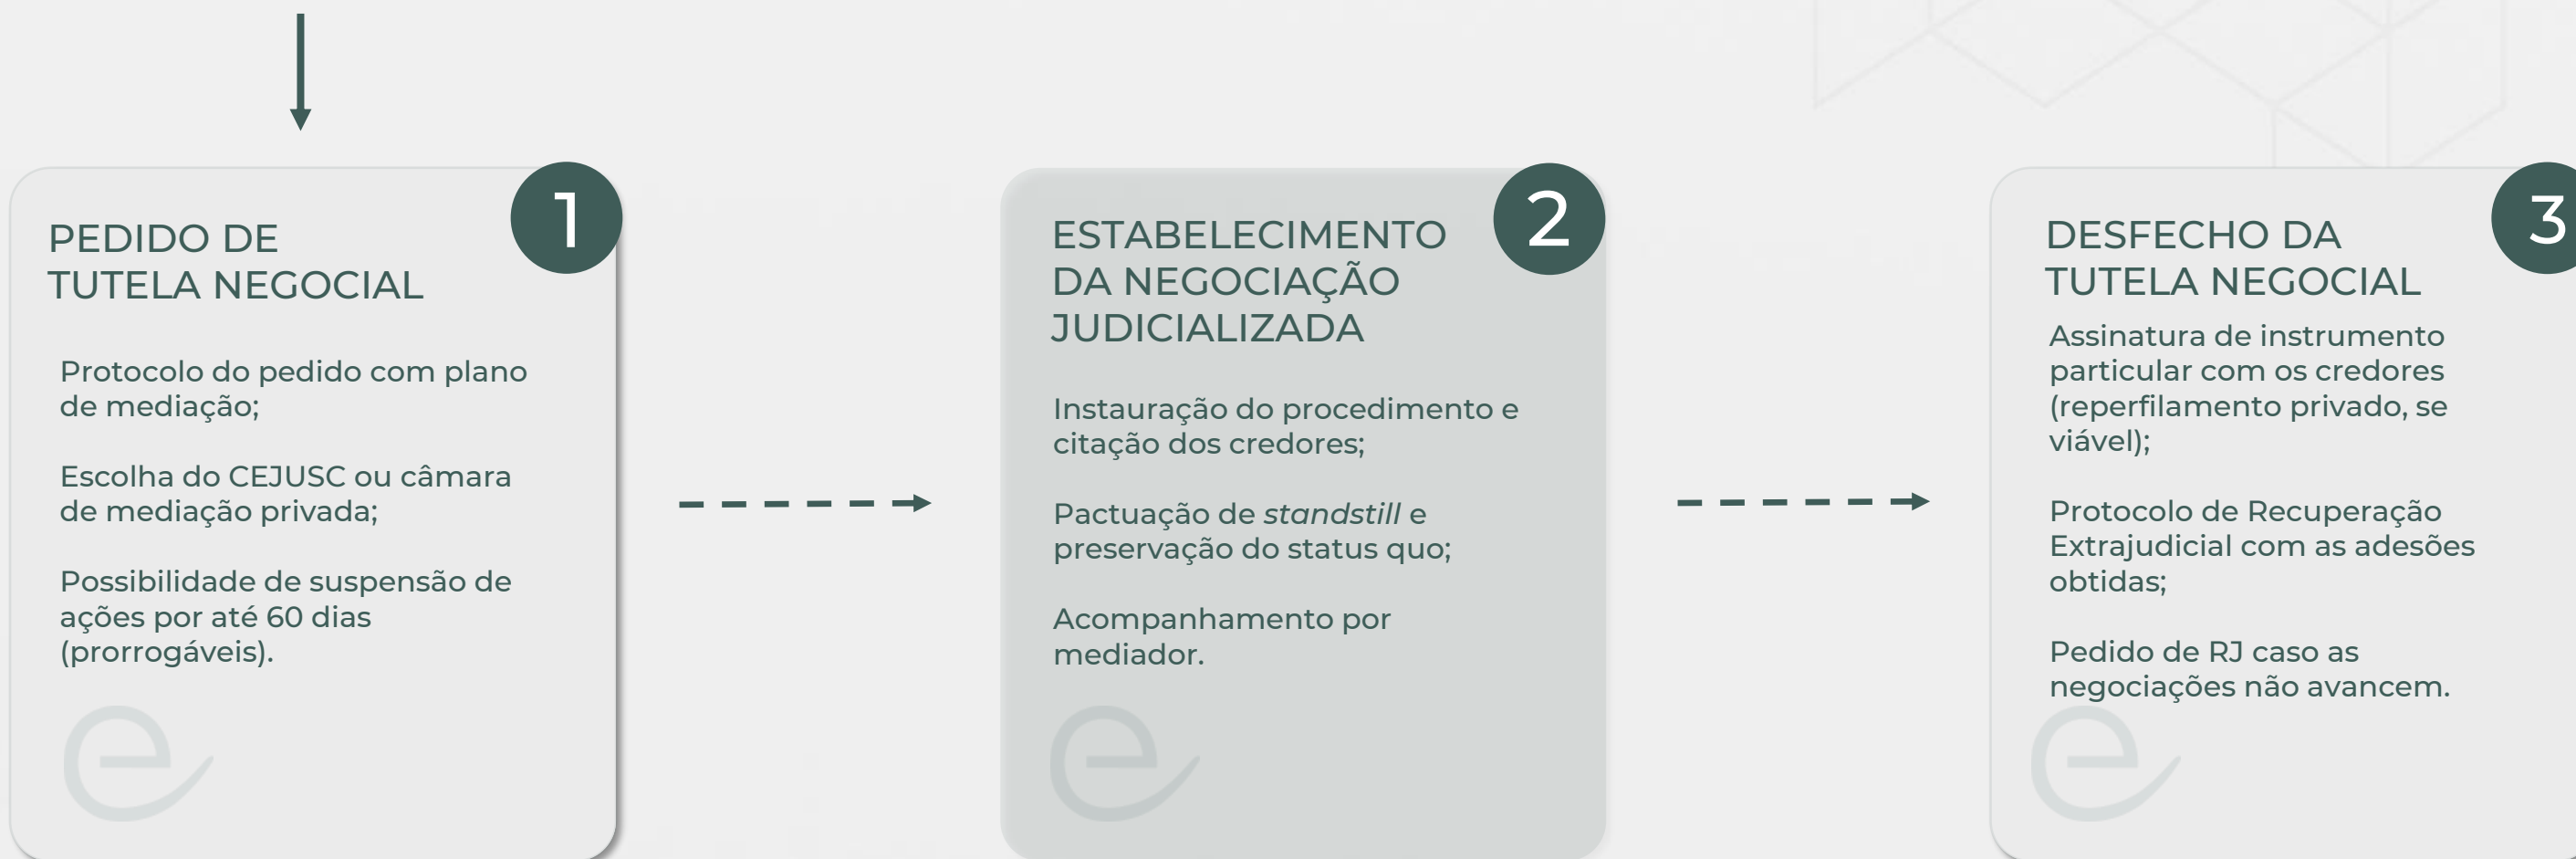 1
PEDIDO DE
TUTELA NEGOCIAL
Protocolo do pedido com plano
de mediação;
Escolha do CEJUSC ou câmara
de mediação privada;
Possibilidade de suspensão de
ações por até 60 dias
(prorrogáveis).
2
ESTABELECIMENTO
DA NEGOCIAÇÃO
JUDICIALIZADA
Instauração do procedimento e
citação dos credores;
Pactuação de standstill e
preservação do status quo;
Acompanhamento por
mediador.
3
DESFECHO DA
TUTELA NEGOCIAL
Assinatura de instrumento
particular com os credores
(reperfilamento privado, se
viável);
Protocolo de Recuperação
Extrajudicial com as adesões
obtidas;
Pedido de RJ caso as
negociações não avancem.